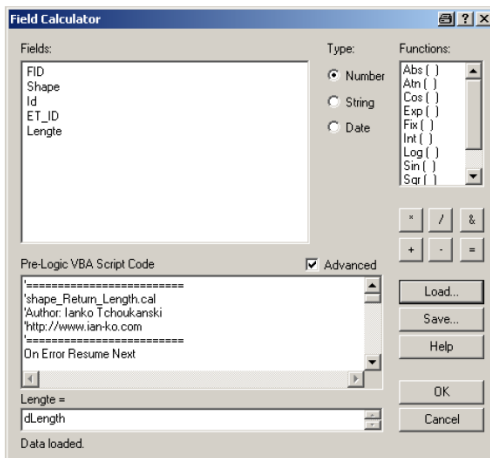 Field Calculator
Fields:
Type:
Functions:
FID
Shape
Id
ET_ID
Lengte
Number
String
Date
Abs ( )
Atn ( )
Cos ( )
Exp ( )
Fix ( )
Int ( )
Log ( )
Sin ( )
Sqr ( )
* / &
+ - =
Pre-Logic VBA Script Code
Advanced
'=========================
'shape_Return_Length.cal
'Author: Ianko Tchoukanski
'http://www.ian-ko.com
'=========================
On Error Resume Next
Load...
Save...
Help
Lengte =
dLength
OK
Cancel
Data loaded.